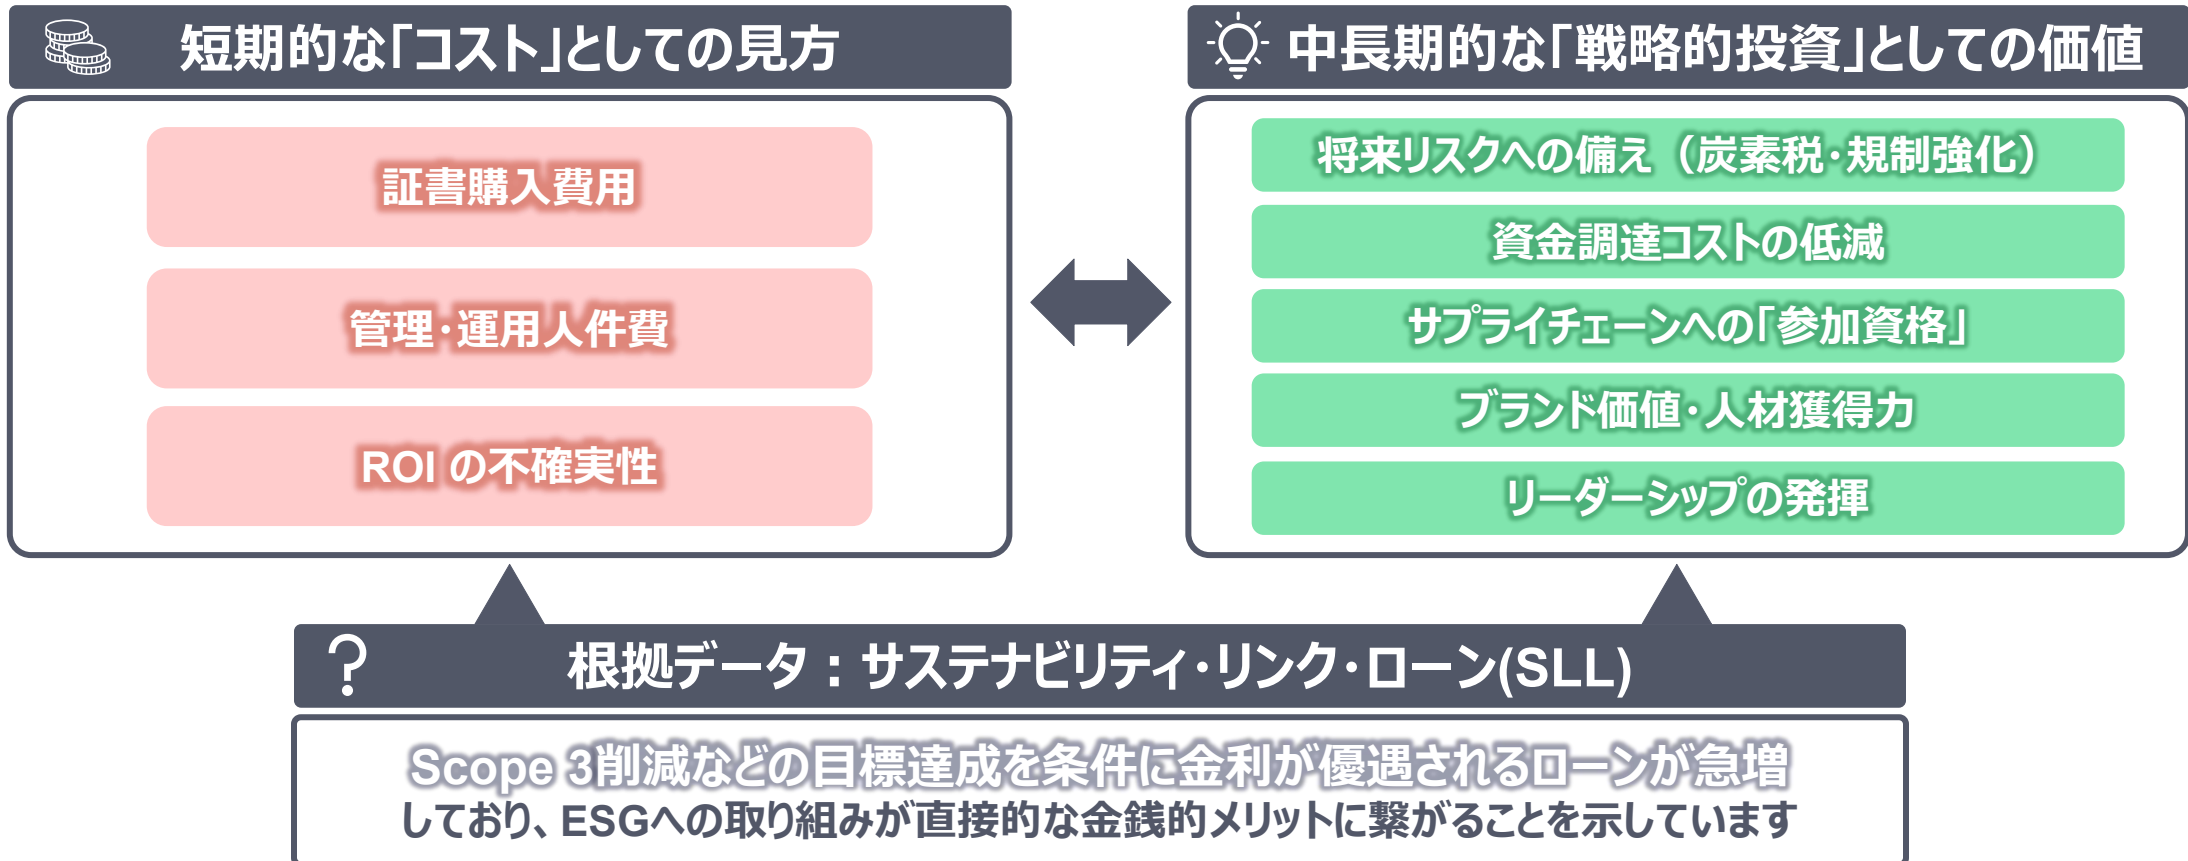 短期的な「コスト」としての見方
証書購入費用
管理・運用人件費
ROI の不確実性
中長期的な「戦略的投資」としての価値
将来リスクへの備え（炭素税・規制強化）
資金調達コストの低減
サプライチェーンへの「参加資格」
ブランド価値・人材獲得力
リーダーシップの発揮
?
根拠データ：サステナビリティ・リンク・ローン(SLL)
Scope 3削減などの目標達成を条件に金利が優遇されるローンが急増
しており、ESGへの取り組みが直接的な金銭的メリットに繋がることを示しています